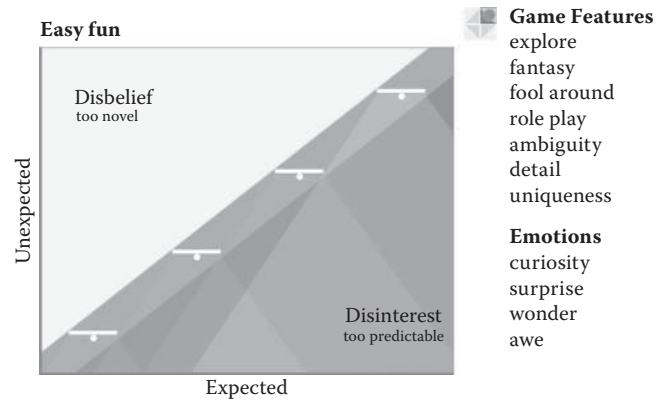 Easy fun
Disbelief
too novel
Unexpected
Disinterest
too predictable
Expected
Game Features
explore
fantasy
fool around
role play
ambiguity
detail
uniqueness
Emotions
curiosity
surprise
wonder
awe